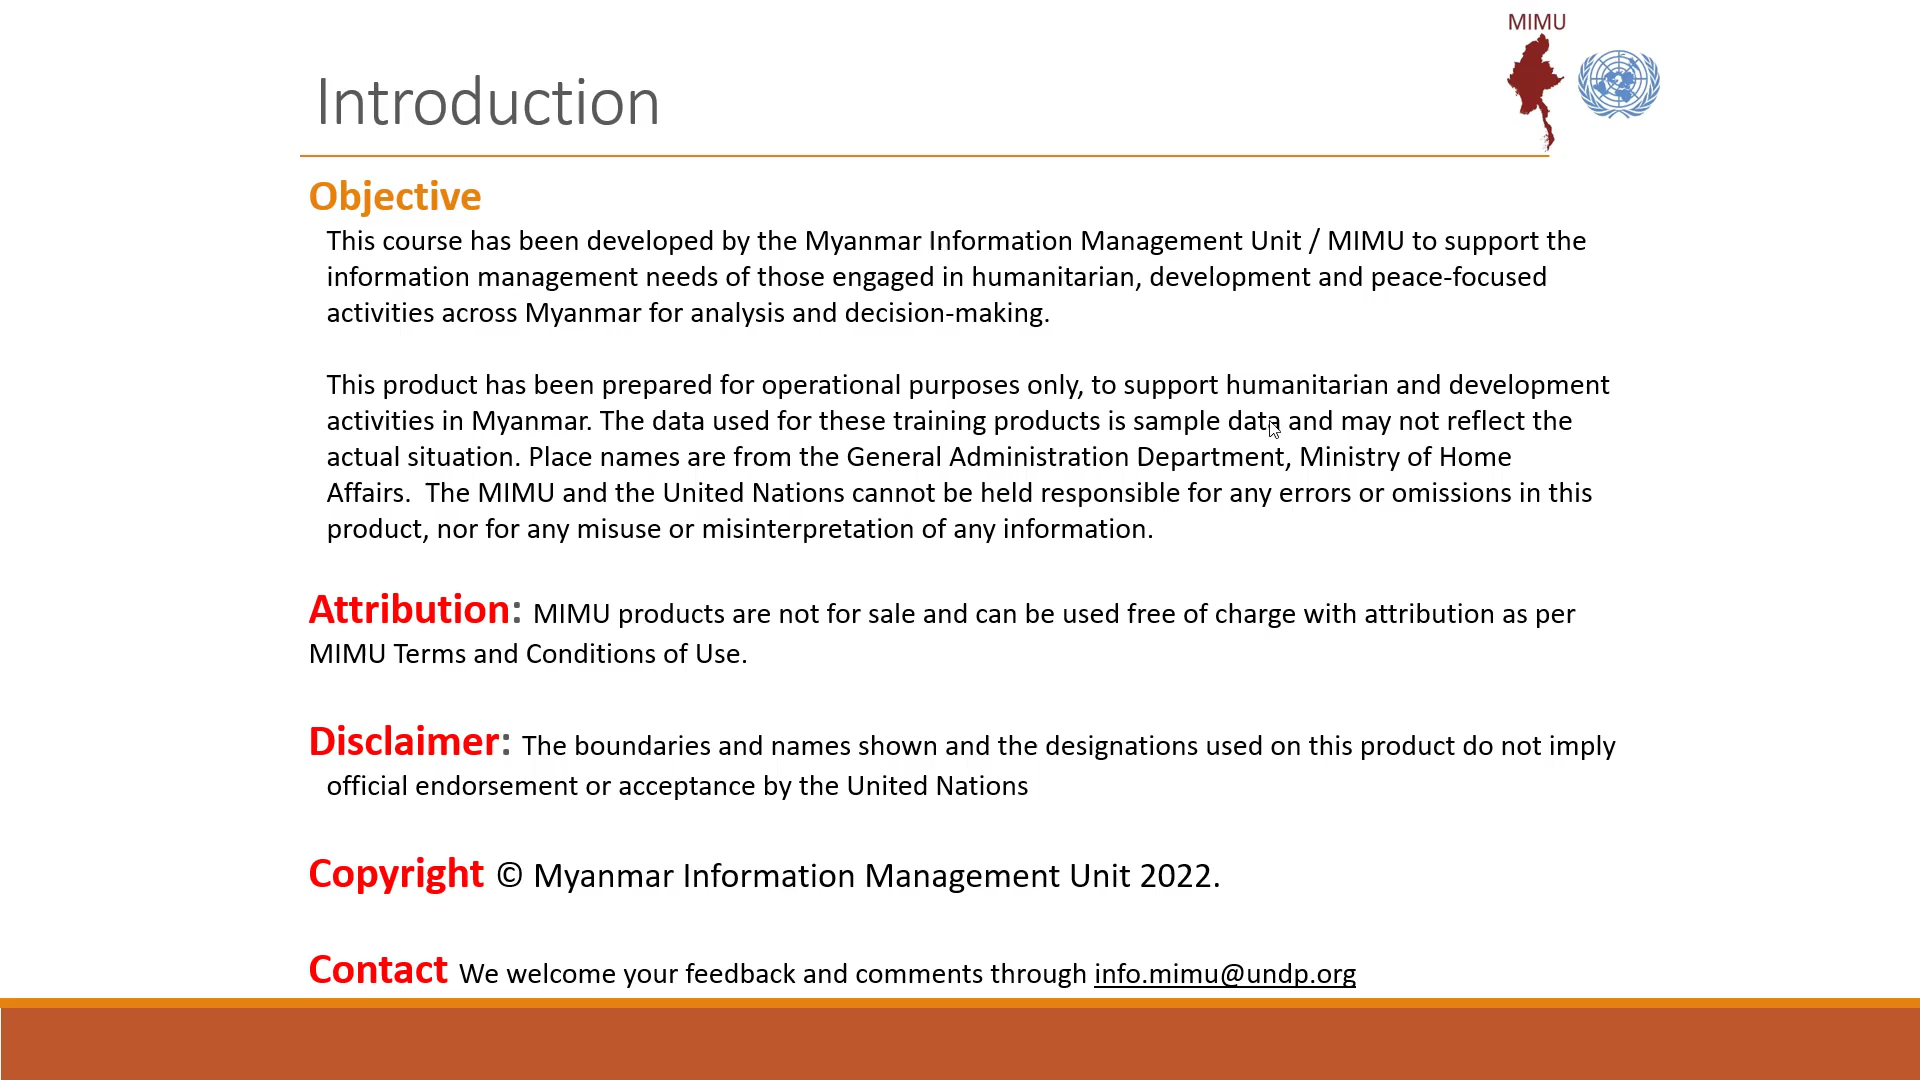 MIMU
Introduction
Objective
This course has been developed by the Myanmar Information Management Unit / MIMU to support the
information management needs of those engaged in humanitarian, development and peace-focused
activities across Myanmar for analysis and decision-making.
This product has been prepared for operational purposes only, to support humanitarian and development
activities in Myanmar. The data used for these training products is sample data and may not reflect the
actual situation. Place names are from the General Administration Department, Ministry of Home
Affairs.  The MIMU and the United Nations cannot be held responsible for any errors or omissions in this
product, nor for any misuse or misinterpretation of any information.
Attribution: MIMU products are not for sale and can be used free of charge with attribution as per
MIMU Terms and Conditions of Use.
Disclaimer: The boundaries and names shown and the designations used on this product do not imply
official endorsement or acceptance by the United Nations
Copyright © Myanmar Information Management Unit 2022.
Contact We welcome your feedback and comments through info.mimu@undp.org